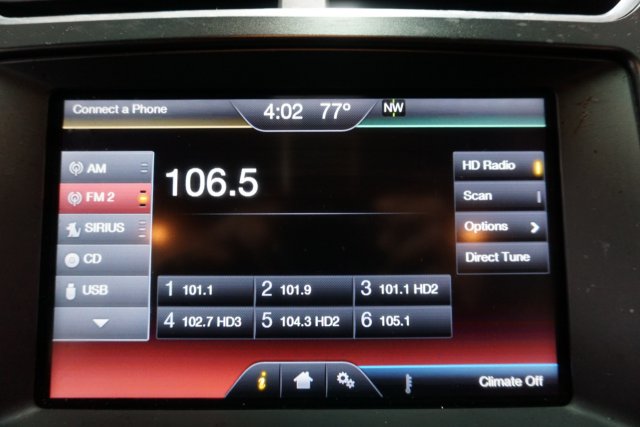 Connect a Phone 4:02 77° NW
AM
FM 2
SIRIUS
CD
USB
106.5
HD Radio
Scan
Options
Direct Tune
1 101.1 2 101.9 3 101.1 HD2
4 102.7 HD3 5 104.3 HD2 6 105.1
i
Climate Off